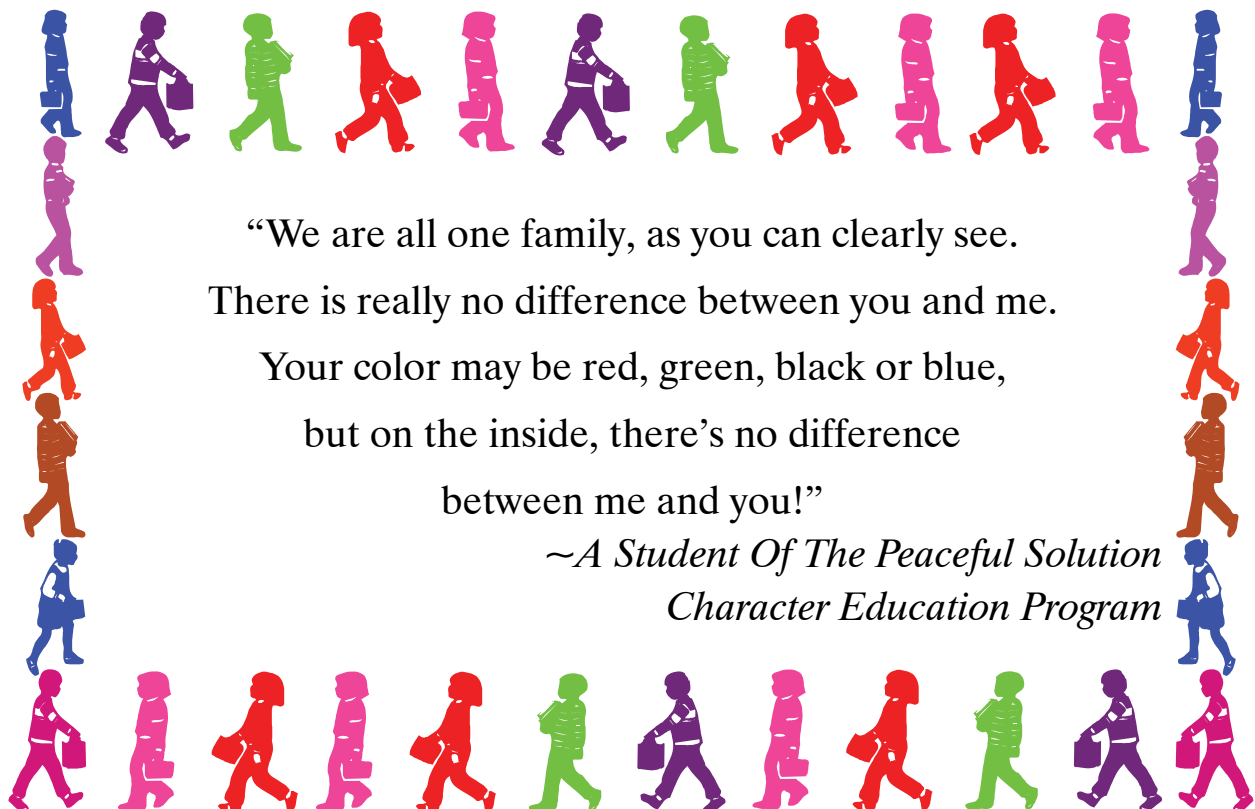 “We are all one family, as you can clearly see.
There is really no difference between you and me.
Your color may be red, green, black or blue,
but on the inside, there’s no difference
between me and you!”
~A Student Of The Peaceful Solution
Character Education Program